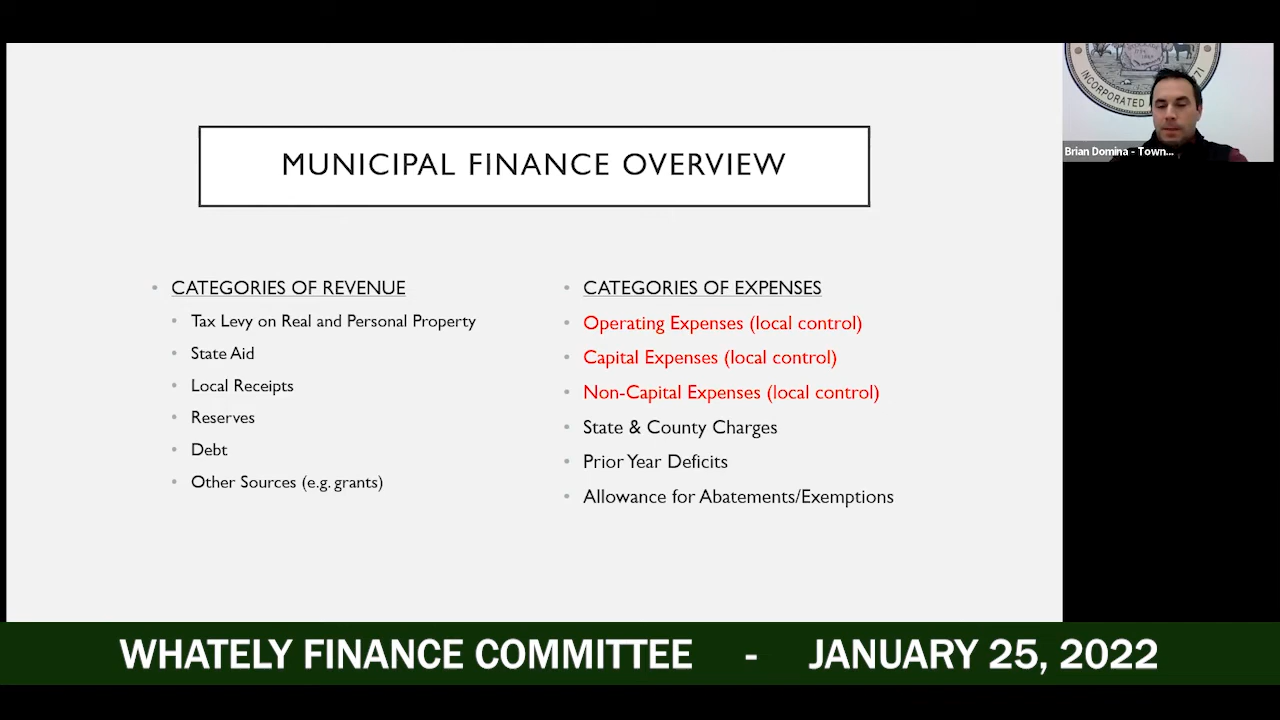 MUNICIPAL FINANCE OVERVIEW
CATEGORIES OF REVENUE
Tax Levy on Real and Personal Property
State Aid
Local Receipts
Reserves
Debt
Other Sources (e.g. grants)
CATEGORIES OF EXPENSES
Operating Expenses (local control)
Capital Expenses (local control)
Non-Capital Expenses (local control)
State & County Charges
Prior Year Deficits
Allowance for Abatements/Exemptions
INCORPORATED
Brian Domina - Town...
WHATELY FINANCE COMMITTEE - JANUARY 25, 2022